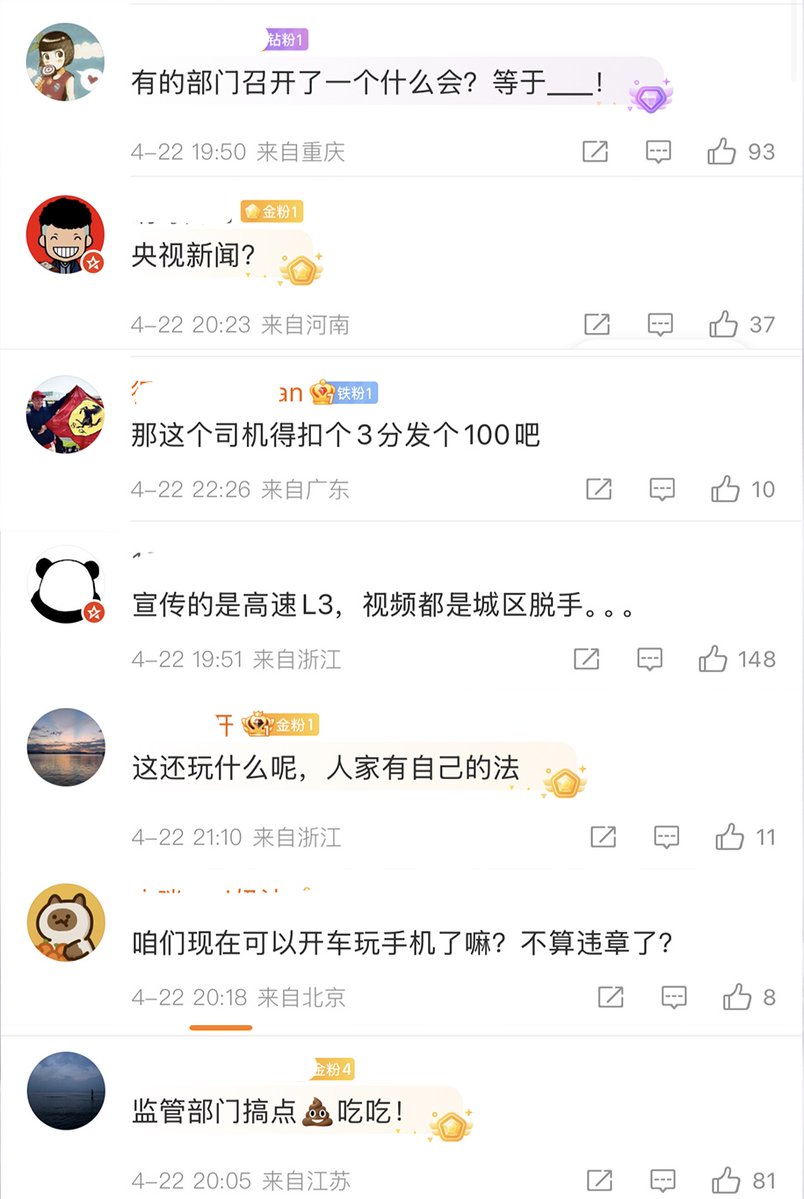 钻粉1
有的部门召开了一个什么会？等于___！
4-22 19:50 来自重庆 93
金粉1
央视新闻？
4-22 20:23 来自河南 37
an 铁粉1
那这个司机得扣个3分发个100吧
4-22 22:26 来自广东 10
宣传的是高速L3，视频都是城区脱手。。。
4-22 19:51 来自浙江 148
金粉1
这还玩什么呢，人家有自己的法
4-22 21:10 来自浙江 11
咱们现在可以开车玩手机了嘛？不算违章了？
4-22 20:18 来自北京 8
金粉4
监管部门搞点💩吃吃！
4-22 20:05 来自江苏 81